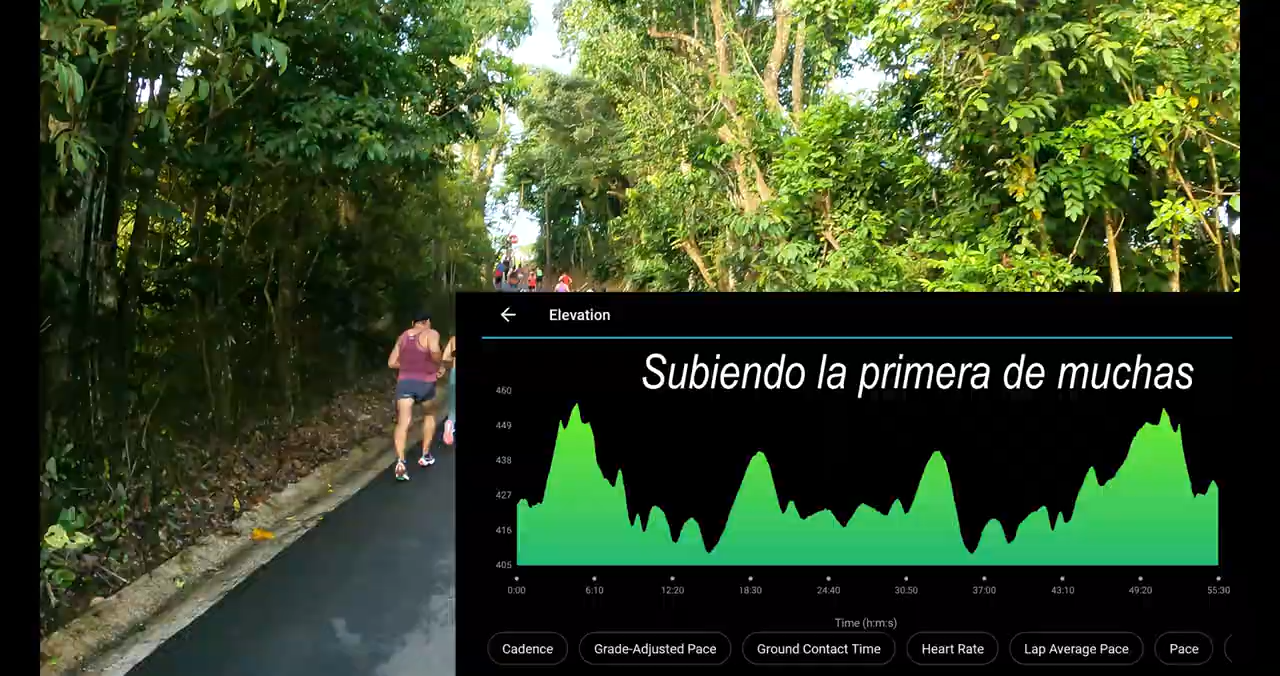 Elevation
Subiendo la primera de muchas
460
449
438
427
416
405
0:00 6:10 12:20 18:30 24:40 30:50 37:00 43:10 49:20 55:30
Time (h:m:s)
Cadence Grade-Adjusted Pace Ground Contact Time Heart Rate Lap Average Pace Pace